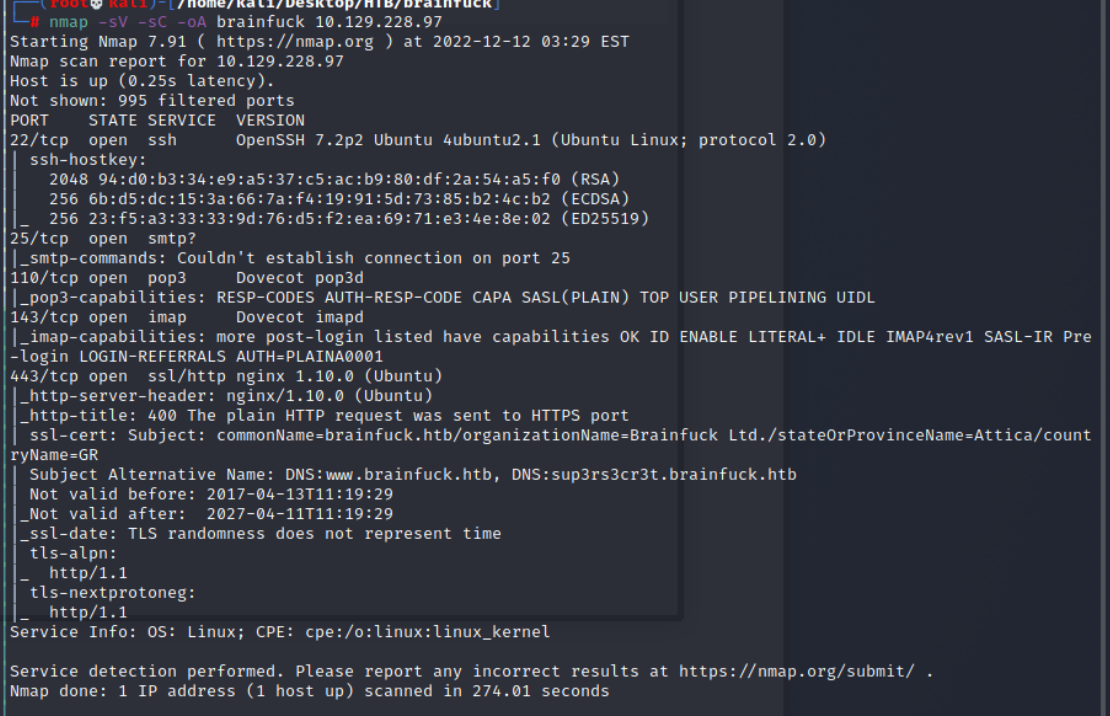 (root💀kali)-[/home/kali/Desktop/HTB/brainfuck]
# nmap -sV -sC -oA brainfuck 10.129.228.97
Starting Nmap 7.91 ( https://nmap.org ) at 2022-12-12 03:29 EST
Nmap scan report for 10.129.228.97
Host is up (0.25s latency).
Not shown: 995 filtered ports
PORT    STATE SERVICE  VERSION
22/tcp  open  ssh      OpenSSH 7.2p2 Ubuntu 4ubuntu2.1 (Ubuntu Linux; protocol 2.0)
| ssh-hostkey:
|   2048 94:d0:b3:34:e9:a5:37:c5:ac:b9:80:df:2a:54:a5:f0 (RSA)
|   256 6b:d5:dc:15:3a:66:7a:f4:19:91:5d:73:85:b2:4c:b2 (ECDSA)
|_  256 23:f5:a3:33:33:9d:76:d5:f2:ea:69:71:e3:4e:8e:02 (ED25519)
25/tcp  open  smtp?
|_smtp-commands: Couldn't establish connection on port 25
110/tcp open  pop3     Dovecot pop3d
|_pop3-capabilities: RESP-CODES AUTH-RESP-CODE CAPA SASL(PLAIN) TOP USER PIPELINING UIDL
143/tcp open  imap     Dovecot imapd
|_imap-capabilities: more post-login listed have capabilities OK ID ENABLE LITERAL+ IDLE IMAP4rev1 SASL-IR Pre
-login LOGIN-REFERRALS AUTH=PLAINA0001
443/tcp open  ssl/http nginx 1.10.0 (Ubuntu)
|_http-server-header: nginx/1.10.0 (Ubuntu)
|_http-title: 400 The plain HTTP request was sent to HTTPS port
| ssl-cert: Subject: commonName=brainfuck.htb/organizationName=Brainfuck Ltd./stateOrProvinceName=Attica/count
ryName=GR
| Subject Alternative Name: DNS:www.brainfuck.htb, DNS:sup3rs3cr3t.brainfuck.htb
| Not valid before: 2017-04-13T11:19:29
|_Not valid after:  2027-04-11T11:19:29
|_ssl-date: TLS randomness does not represent time
| tls-alpn:
|_  http/1.1
| tls-nextprotoneg:
|_  http/1.1
Service Info: OS: Linux; CPE: cpe:/o:linux:linux_kernel
Service detection performed. Please report any incorrect results at https://nmap.org/submit/ .
Nmap done: 1 IP address (1 host up) scanned in 274.01 seconds